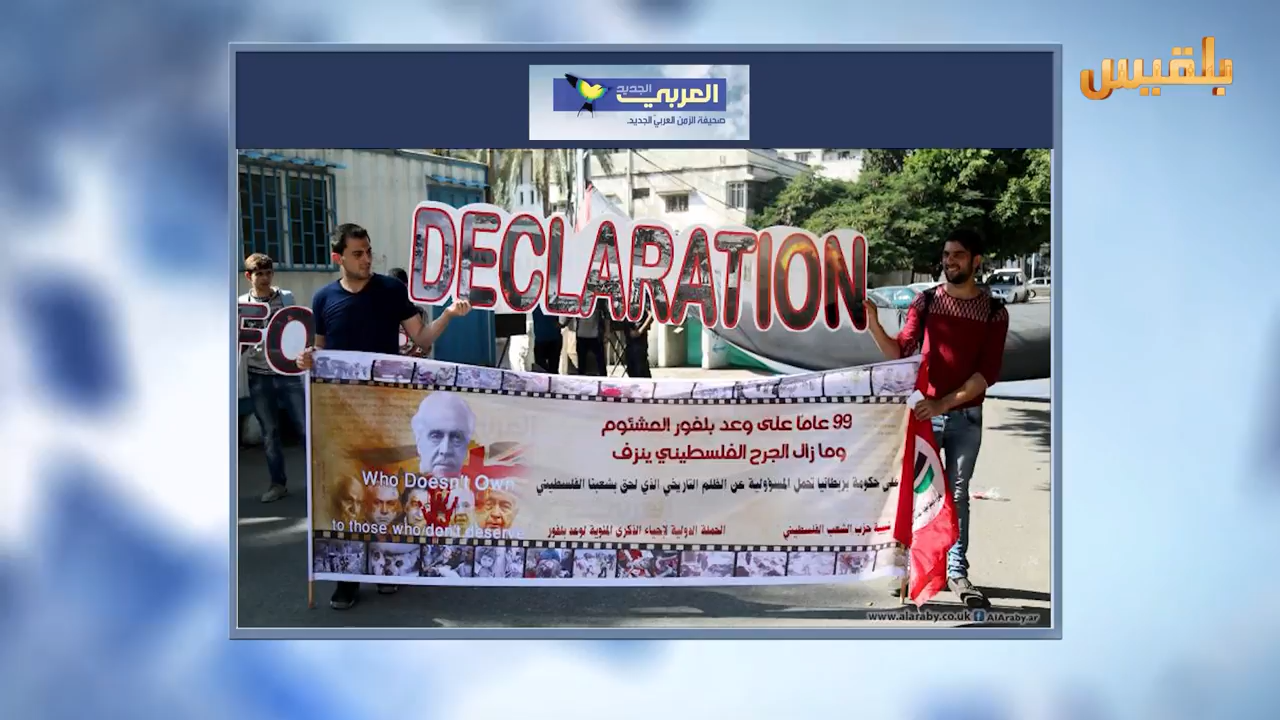 بلقيس
العربي الجديد
صحيفة الزمن العربي الجديد.
DECLARATION
FO
99 عاما على وعد بلفور المشئوم
وما زال الجرح الفلسطيني ينزف
على حكومة بريطانيا تحمل المسؤولية عن الظلم التاريخي الذي لحق بشعبنا الفلسطيني
Who Doesn't Own
to those who don't deserve
الحملة الدولية لإحياء الذكرى المئوية لوعد بلفور
حزب الشعب الفلسطيني
www.alaraby.co.uk AlAraby.ar